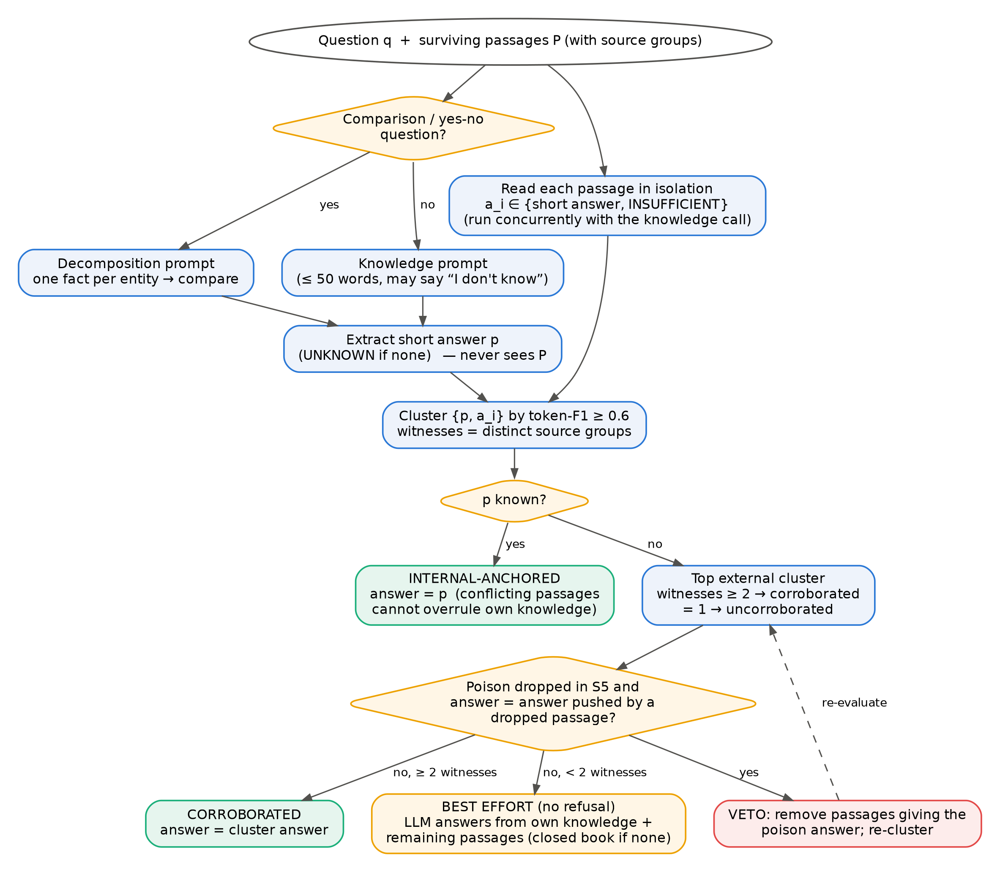 Question q  +  surviving passages P (with source groups)
Comparison / yes-no
question?
yes
no
Read each passage in isolation
a_i ∈ {short answer, INSUFFICIENT}
(run concurrently with the knowledge call)
Decomposition prompt
one fact per entity → compare
Knowledge prompt
(≤ 50 words, may say “I don't know”)
Extract short answer p
(UNKNOWN if none)   — never sees P
Cluster {p, a_i} by token-F1 ≥ 0.6
witnesses = distinct source groups
p known?
yes
no
INTERNAL-ANCHORED
answer = p  (conflicting passages
cannot overrule own knowledge)
Top external cluster
witnesses ≥ 2 → corroborated
= 1 → uncorroborated
Poison dropped in S5 and
answer = answer pushed by a
dropped passage?
re-evaluate
no, ≥ 2 witnesses
no, < 2 witnesses
yes
CORROBORATED
answer = cluster answer
BEST EFFORT (no refusal)
LLM answers from own knowledge +
remaining passages (closed book if none)
VETO: remove passages giving the
poison answer; re-cluster